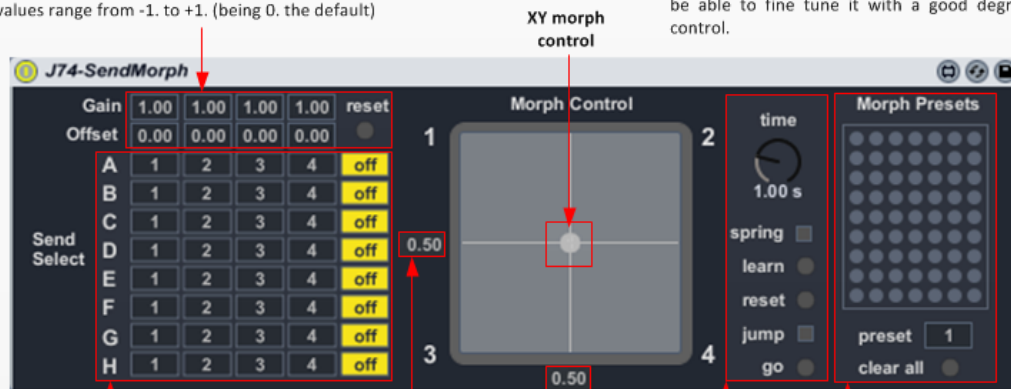 values range from -1. to +1. (being 0. the default)
XY morph
control
be able to fine tune it with a good degr
control.
J74-SendMorph
Gain 1.00 1.00 1.00 1.00 reset
Offset 0.00 0.00 0.00 0.00
Send
Select
A 1 2 3 4 off
B 1 2 3 4 off
C 1 2 3 4 off
D 1 2 3 4 off
E 1 2 3 4 off
F 1 2 3 4 off
G 1 2 3 4 off
H 1 2 3 4 off
Morph Control
1 2
0.50
3 4
0.50
time
1.00 s
spring
learn
reset
jump
go
Morph Presets
preset 1
clear all